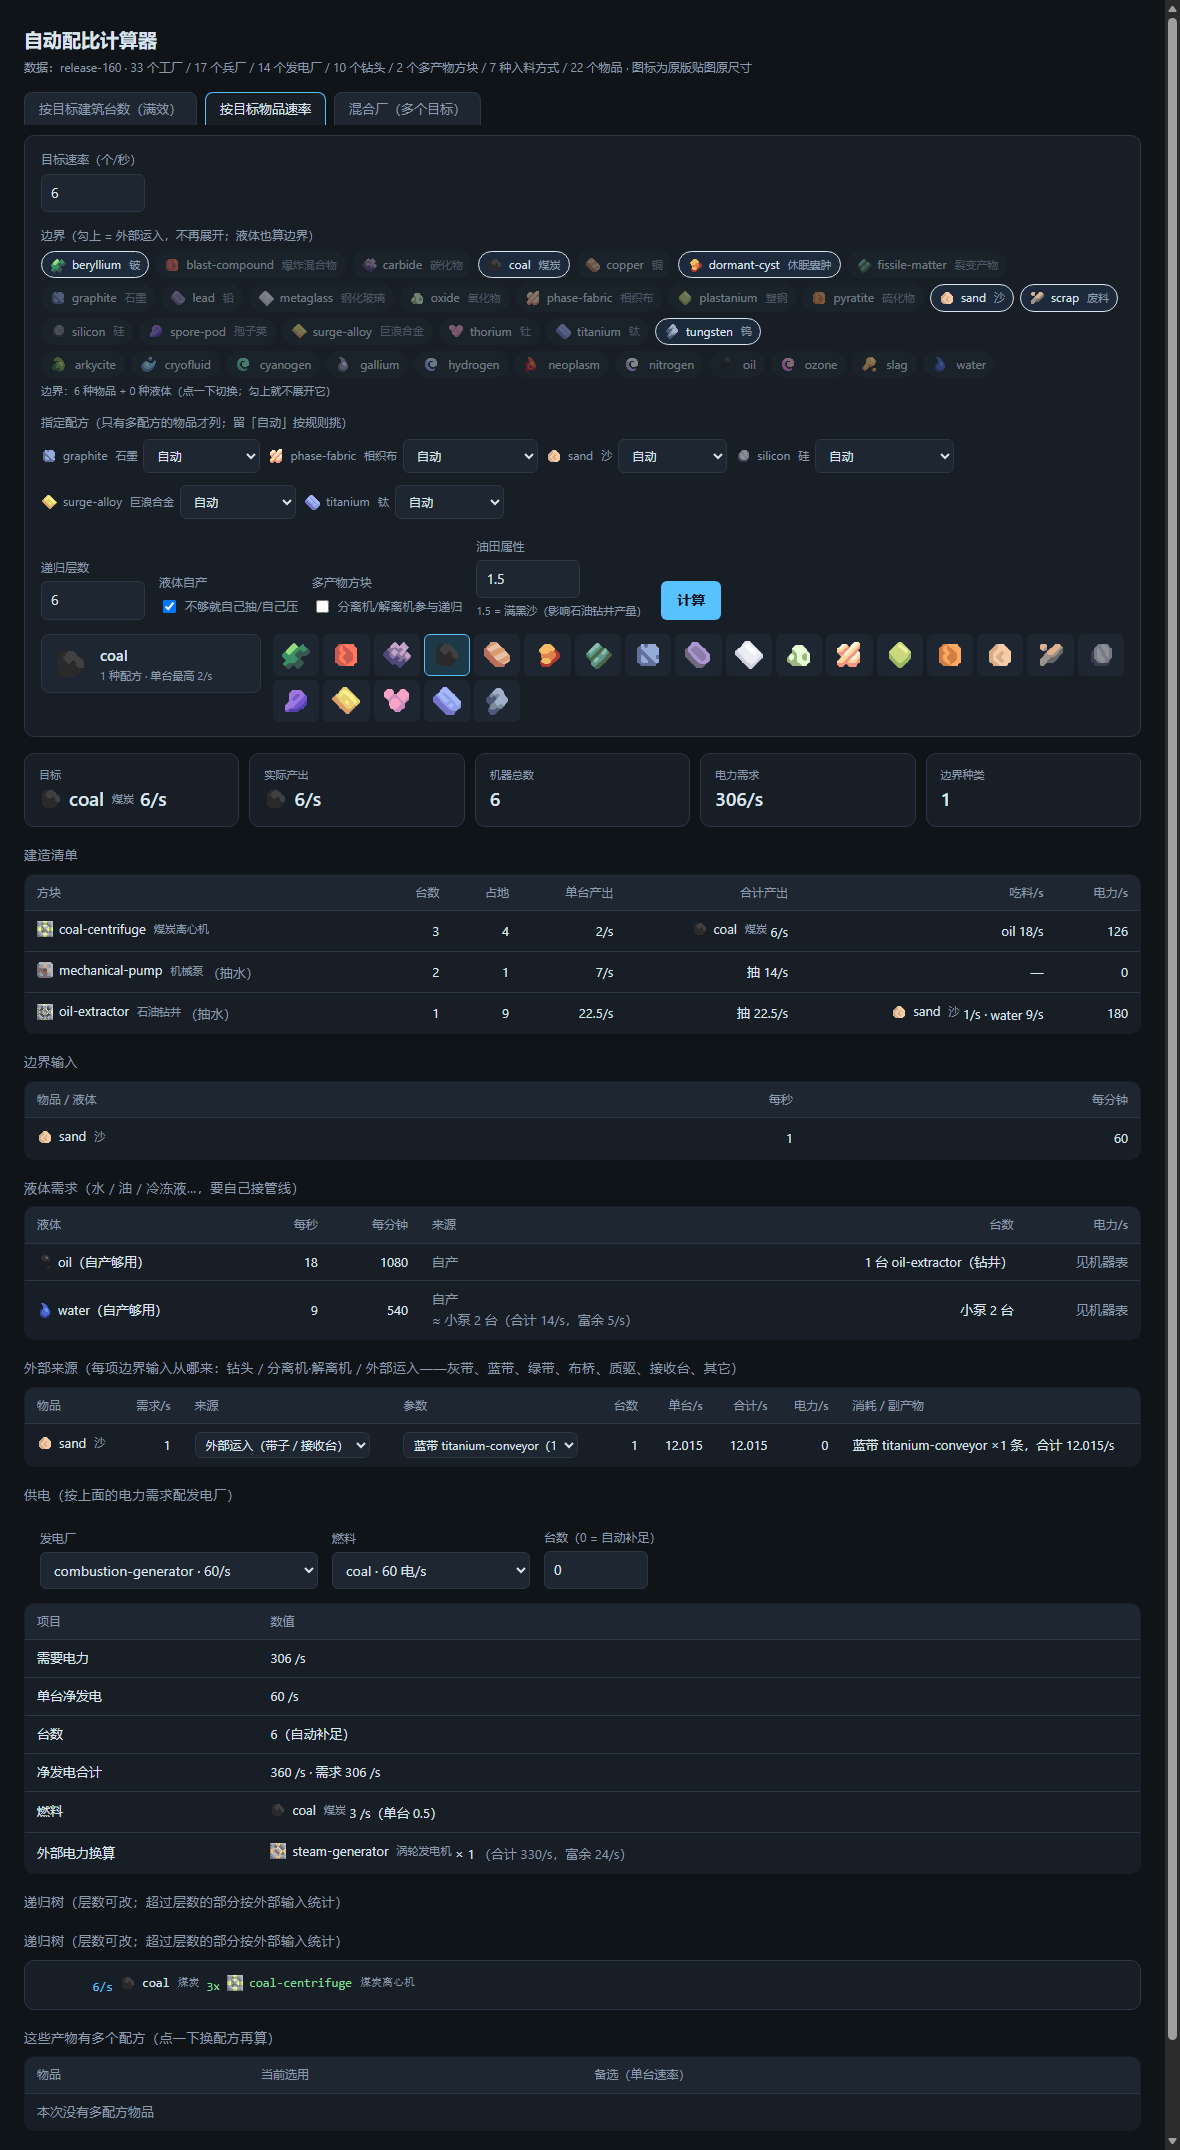 自动配比计算器
数据：release-160 · 33 个工厂 / 17 个兵厂 / 14 个发电厂 / 10 个钻头 / 2 个多产物方块 / 7 种入料方式 / 22 个物品 · 图标为原版贴图原尺寸
按目标建筑台数（满效） 按目标物品速率 混合厂（多个目标）
目标速率（个/秒）
6
边界（勾上 = 外部运入，不再展开；液体也算边界）
beryllium 铍 blast-compound 爆炸混合物 carbide 碳化物 coal 煤炭 copper 铜 dormant-cyst 休眠囊肿 fissile-matter 裂变产物
graphite 石墨 lead 铅 metaglass 钢化玻璃 oxide 氧化物 phase-fabric 相织布 plastanium 塑钢 pyratite 硫化物 sand 沙 scrap 废料
silicon 硅 spore-pod 孢子荚 surge-alloy 巨浪合金 thorium 钍 titanium 钛 tungsten 钨
arkycite cryofluid cyanogen gallium hydrogen neoplasm nitrogen oil ozone slag water
边界：6 种物品 + 0 种液体（点一下切换；勾上就不展开它）
指定配方（只有多配方的物品才列；留「自动」按规则挑）
graphite 石墨 自动 phase-fabric 相织布 自动 sand 沙 自动 silicon 硅 自动
surge-alloy 巨浪合金 自动 titanium 钛 自动
递归层数 液体自产 多产物方块 油田属性
6 不够就自己抽/自己压 分离机/解离机参与递归 1.5 计算
1.5 = 满黑沙（影响石油钻井产量）
coal
1 种配方 · 单台最高 2/s
目标 实际产出 机器总数 电力需求 边界种类
coal 煤炭 6/s 6/s 6 306/s 1
建造清单
方块 台数 占地 单台产出 合计产出 吃料/s 电力/s
coal-centrifuge 煤炭离心机 3 4 2/s coal 煤炭 6/s oil 18/s 126
mechanical-pump 机械泵 （抽水） 2 1 7/s 抽 14/s — 0
oil-extractor 石油钻井 （抽水） 1 9 22.5/s 抽 22.5/s sand 沙 1/s · water 9/s 180
边界输入
物品 / 液体 每秒 每分钟
sand 沙 1 60
液体需求（水 / 油 / 冷冻液…，要自己接管线）
液体 每秒 每分钟 来源 台数 电力/s
oil（自产够用） 18 1080 自产 1 台 oil-extractor（钻井） 见机器表
water（自产够用） 9 540 自产 小泵 2 台 见机器表
≈ 小泵 2 台（合计 14/s，富余 5/s）
外部来源（每项边界输入从哪来：钻头 / 分离机·解离机 / 外部运入——灰带、蓝带、绿带、布桥、质驱、接收台、其它）
物品 需求/s 来源 参数 台数 单台/s 合计/s 电力/s 消耗 / 副产物
sand 沙 1 外部运入（带子 / 接收台） 蓝带 titanium-conveyor（1 1 12.015 12.015 0 蓝带 titanium-conveyor ×1 条，合计 12.015/s
供电（按上面的电力需求配发电厂）
发电厂 燃料 台数（0 = 自动补足）
combustion-generator · 60/s coal · 60 电/s 0
项目 数值
需要电力 306 /s
单台净发电 60 /s
台数 6（自动补足）
净发电合计 360 /s · 需求 306 /s
燃料 coal 煤炭 3 /s（单台 0.5）
外部电力换算 steam-generator 涡轮发电机 × 1 （合计 330/s，富余 24/s）
递归树（层数可改；超过层数的部分按外部输入统计）
递归树（层数可改；超过层数的部分按外部输入统计）
6/s coal 煤炭 3x coal-centrifuge 煤炭离心机
这些产物有多个配方（点一下换配方再算）
物品 当前选用 备选（单台速率）
本次没有多配方物品